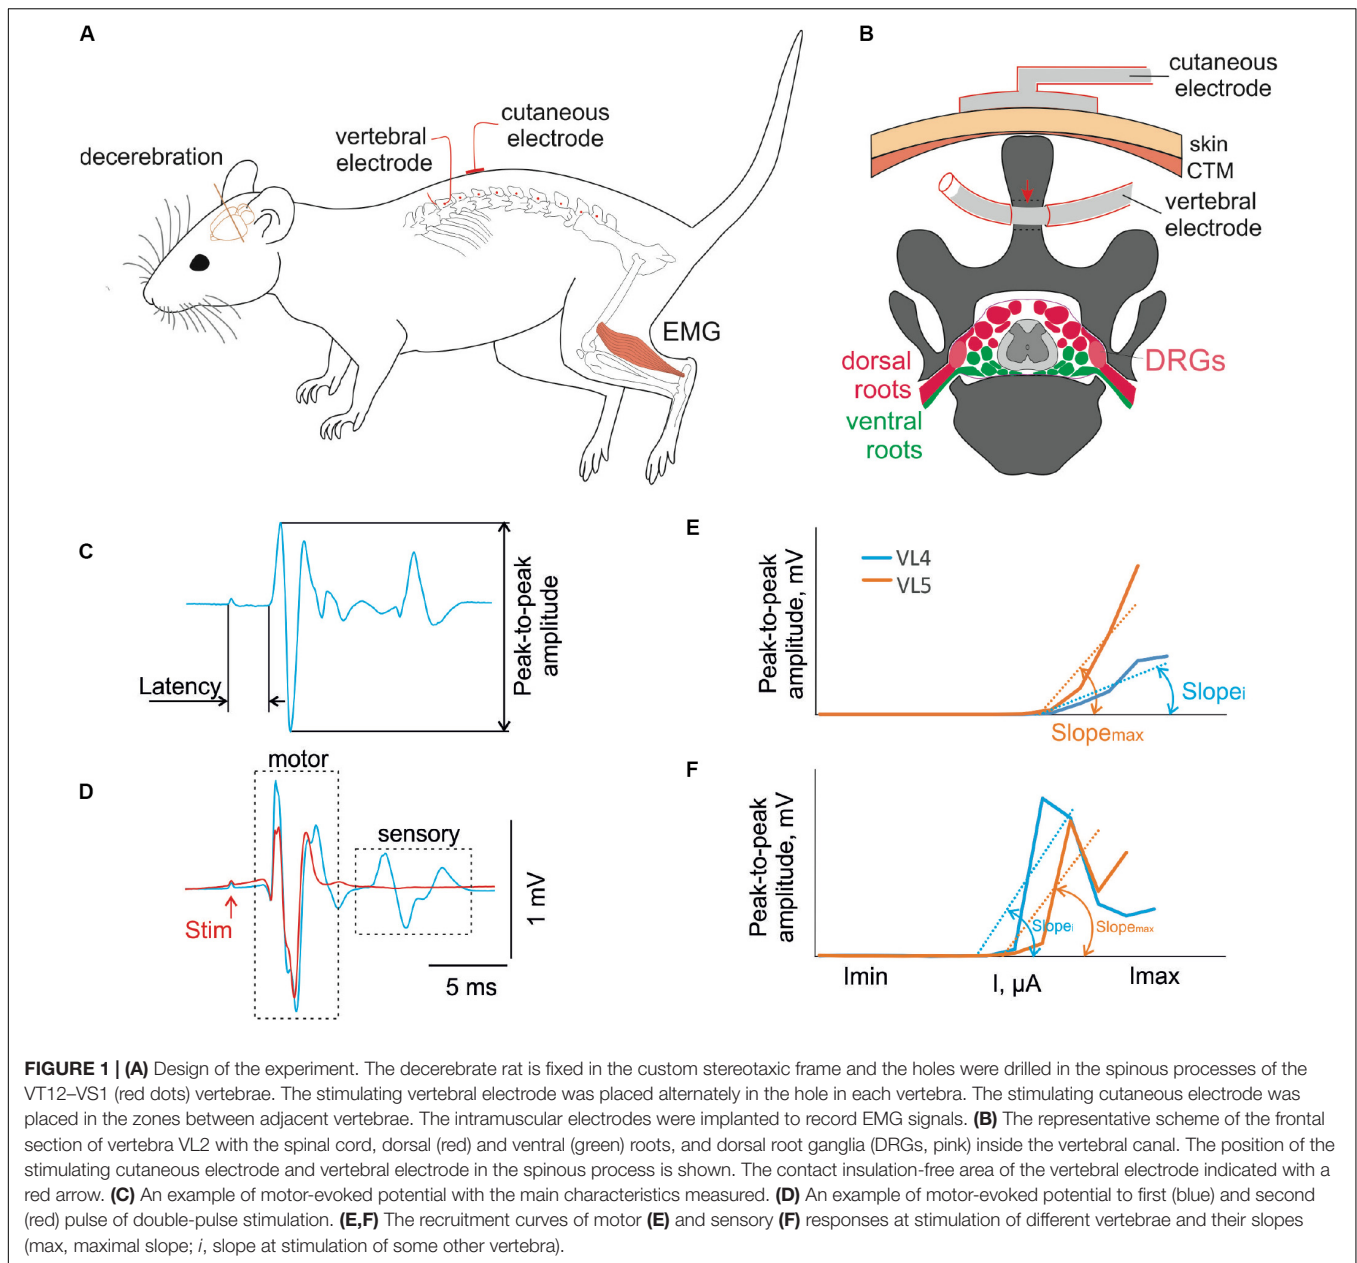 A
decerebration
vertebral
electrode
cutaneous
electrode
EMG
B
cutaneous
electrode
skin
CTM
vertebral
electrode
dorsal
roots
DRGs
ventral
roots
C
Latency
Peak-to-peak
amplitude
D
motor
sensory
Stim
1 mV
5 ms
E
Peak-to-peak
amplitude, mV
VL4
VL5
Slopei
Slopemax
F
Peak-to-peak
amplitude, mV
Slopei
Slopemax
Imin
I, µA
Imax
FIGURE 1 | (A) Design of the experiment. The decerebrate rat is fixed in the custom stereotaxic frame and the holes were drilled in the spinous processes of the
VT12–VS1 (red dots) vertebrae. The stimulating vertebral electrode was placed alternately in the hole in each vertebra. The stimulating cutaneous electrode was
placed in the zones between adjacent vertebrae. The intramuscular electrodes were implanted to record EMG signals. (B) The representative scheme of the frontal
section of vertebra VL2 with the spinal cord, dorsal (red) and ventral (green) roots, and dorsal root ganglia (DRGs, pink) inside the vertebral canal. The position of the
stimulating cutaneous electrode and vertebral electrode in the spinous process is shown. The contact insulation-free area of the vertebral electrode indicated with a
red arrow. (C) An example of motor-evoked potential with the main characteristics measured. (D) An example of motor-evoked potential to first (blue) and second
(red) pulse of double-pulse stimulation. (E,F) The recruitment curves of motor (E) and sensory (F) responses at stimulation of different vertebrae and their slopes
(max, maximal slope; i, slope at stimulation of some other vertebra).